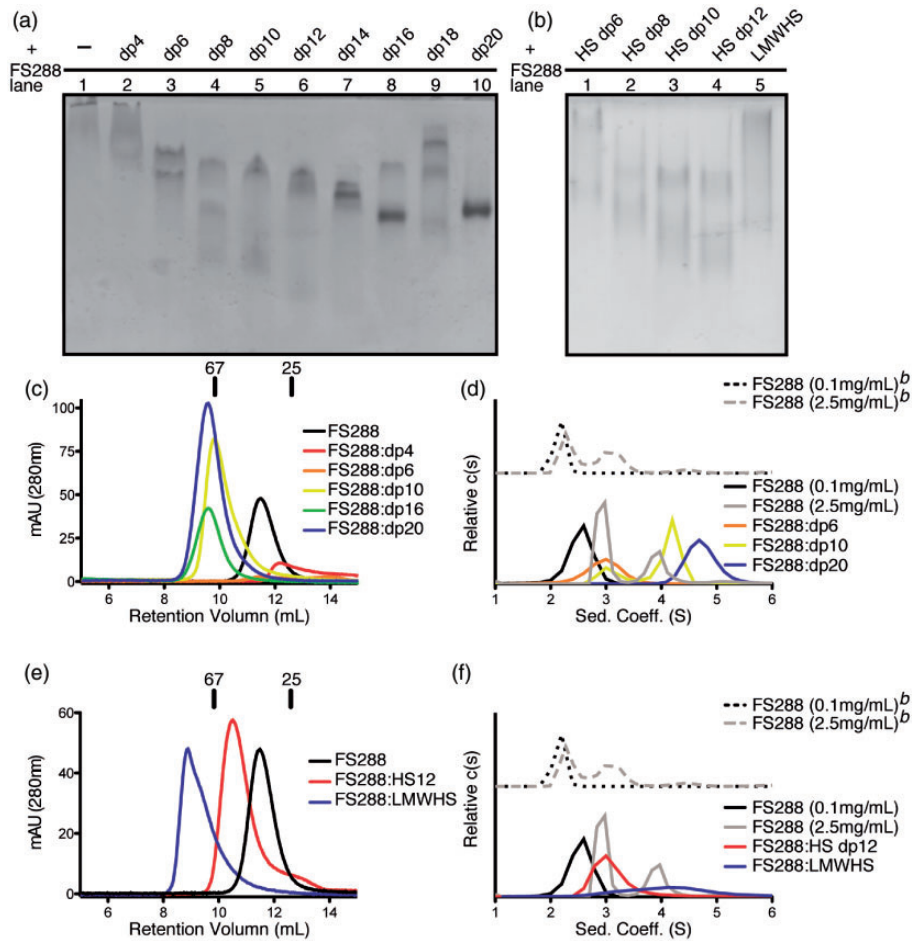 (a)
– dp4 dp6 dp8 dp10 dp12 dp14 dp16 dp18 dp20
+
FS288
lane 1 2 3 4 5 6 7 8 9 10
(b)
HS dp6 HS dp8 HS dp10 HS dp12 LMWHS
+
FS288
lane 1 2 3 4 5
(c)
67 25
100
75
50
25
0
mAU (280nm)
FS288
FS288:dp4
FS288:dp6
FS288:dp10
FS288:dp16
FS288:dp20
6 8 10 12 14
Retention Volumn (mL)
(d)
FS288 (0.1mg/mL)b
FS288 (2.5mg/mL)b
Relative c(s)
FS288 (0.1mg/mL)
FS288 (2.5mg/mL)
FS288:dp6
FS288:dp10
FS288:dp20
1 2 3 4 5 6
Sed. Coeff. (S)
(e)
67 25
60
40
20
0
mAU (280nm)
FS288
FS288:HS12
FS288:LMWHS
6 8 10 12 14
Retention Volumn (mL)
(f)
FS288 (0.1mg/mL)b
FS288 (2.5mg/mL)b
Relative c(s)
FS288 (0.1mg/mL)
FS288 (2.5mg/mL)
FS288:HS dp12
FS288:LMWHS
1 2 3 4 5 6
Sed. Coeff. (S)